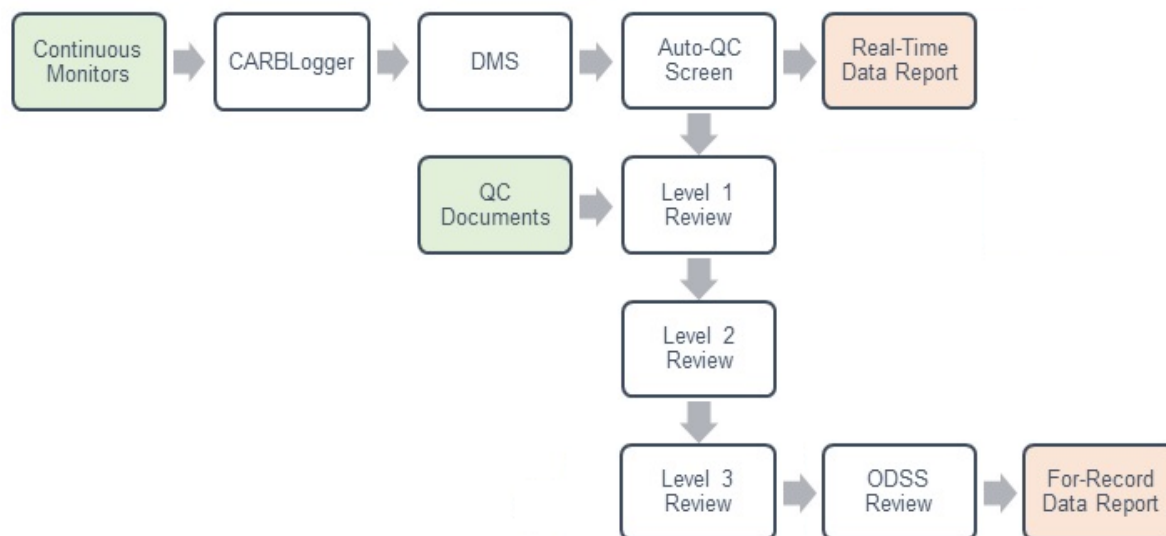 Continuous
Monitors
CARBLogger
DMS
Auto-QC
Screen
Real-Time
Data Report
QC
Documents
Level 1
Review
Level 2
Review
Level 3
Review
ODSS
Review
For-Record
Data Report